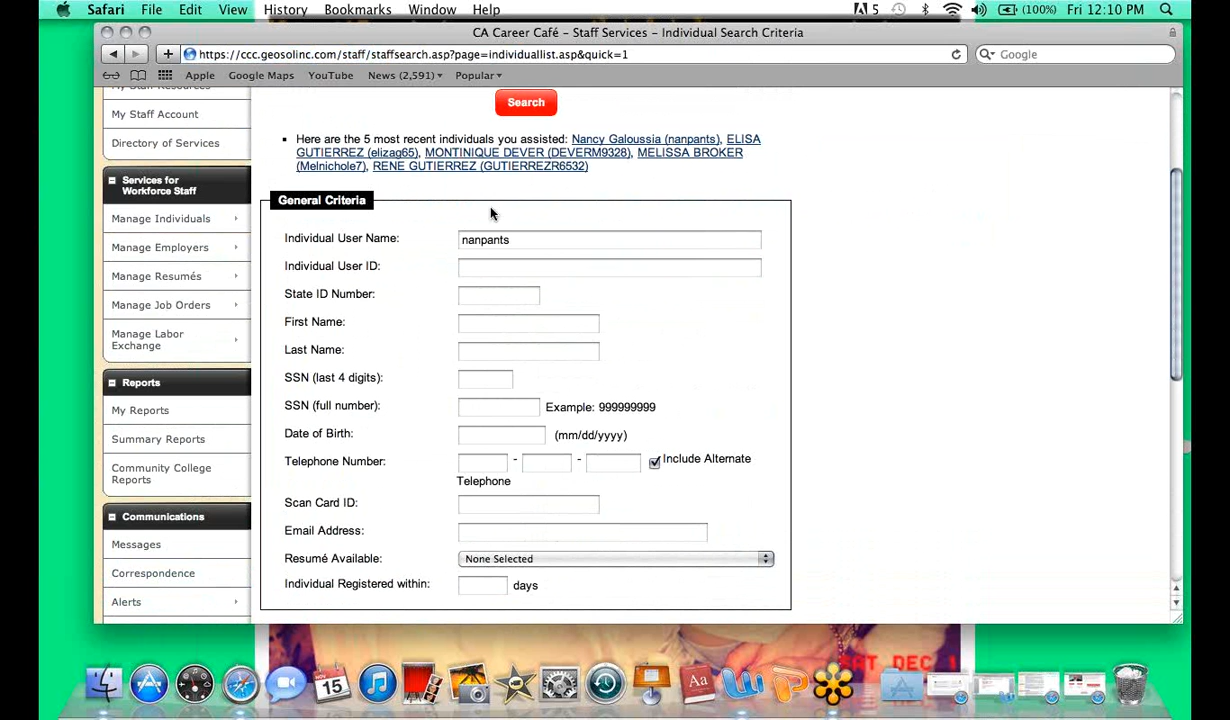 Safari File Edit View History Bookmarks Window Help
5 (100%) Fri 12:10 PM
CA Career Café – Staff Services – Individual Search Criteria
https://ccc.geosolinc.com/staff/staffsearch.asp?page=individuallist.asp&quick=1
Google
Apple Google Maps YouTube News (2,591) Popular
My Staff Resources
My Staff Account
Directory of Services
Services for
Workforce Staff
Manage Individuals
Manage Employers
Manage Resumés
Manage Job Orders
Manage Labor
Exchange
Reports
My Reports
Summary Reports
Community College
Reports
Communications
Messages
Correspondence
Alerts
Search
Here are the 5 most recent individuals you assisted: Nancy Galoussia (nanpants), ELISA
GUTIERREZ (elizag65), MONTINIQUE DEVER (DEVERM9328), MELISSA BROKER
(Melnichole7), RENE GUTIERREZ (GUTIERREZR6532)
General Criteria
Individual User Name: nanpants
Individual User ID:
State ID Number:
First Name:
Last Name:
SSN (last 4 digits):
SSN (full number): Example: 999999999
Date of Birth: (mm/dd/yyyy)
Telephone Number: - - Include Alternate
Telephone
Scan Card ID:
Email Address:
Resumé Available: None Selected
Individual Registered within: days
SAT DEC 1
NOV
15
Aa